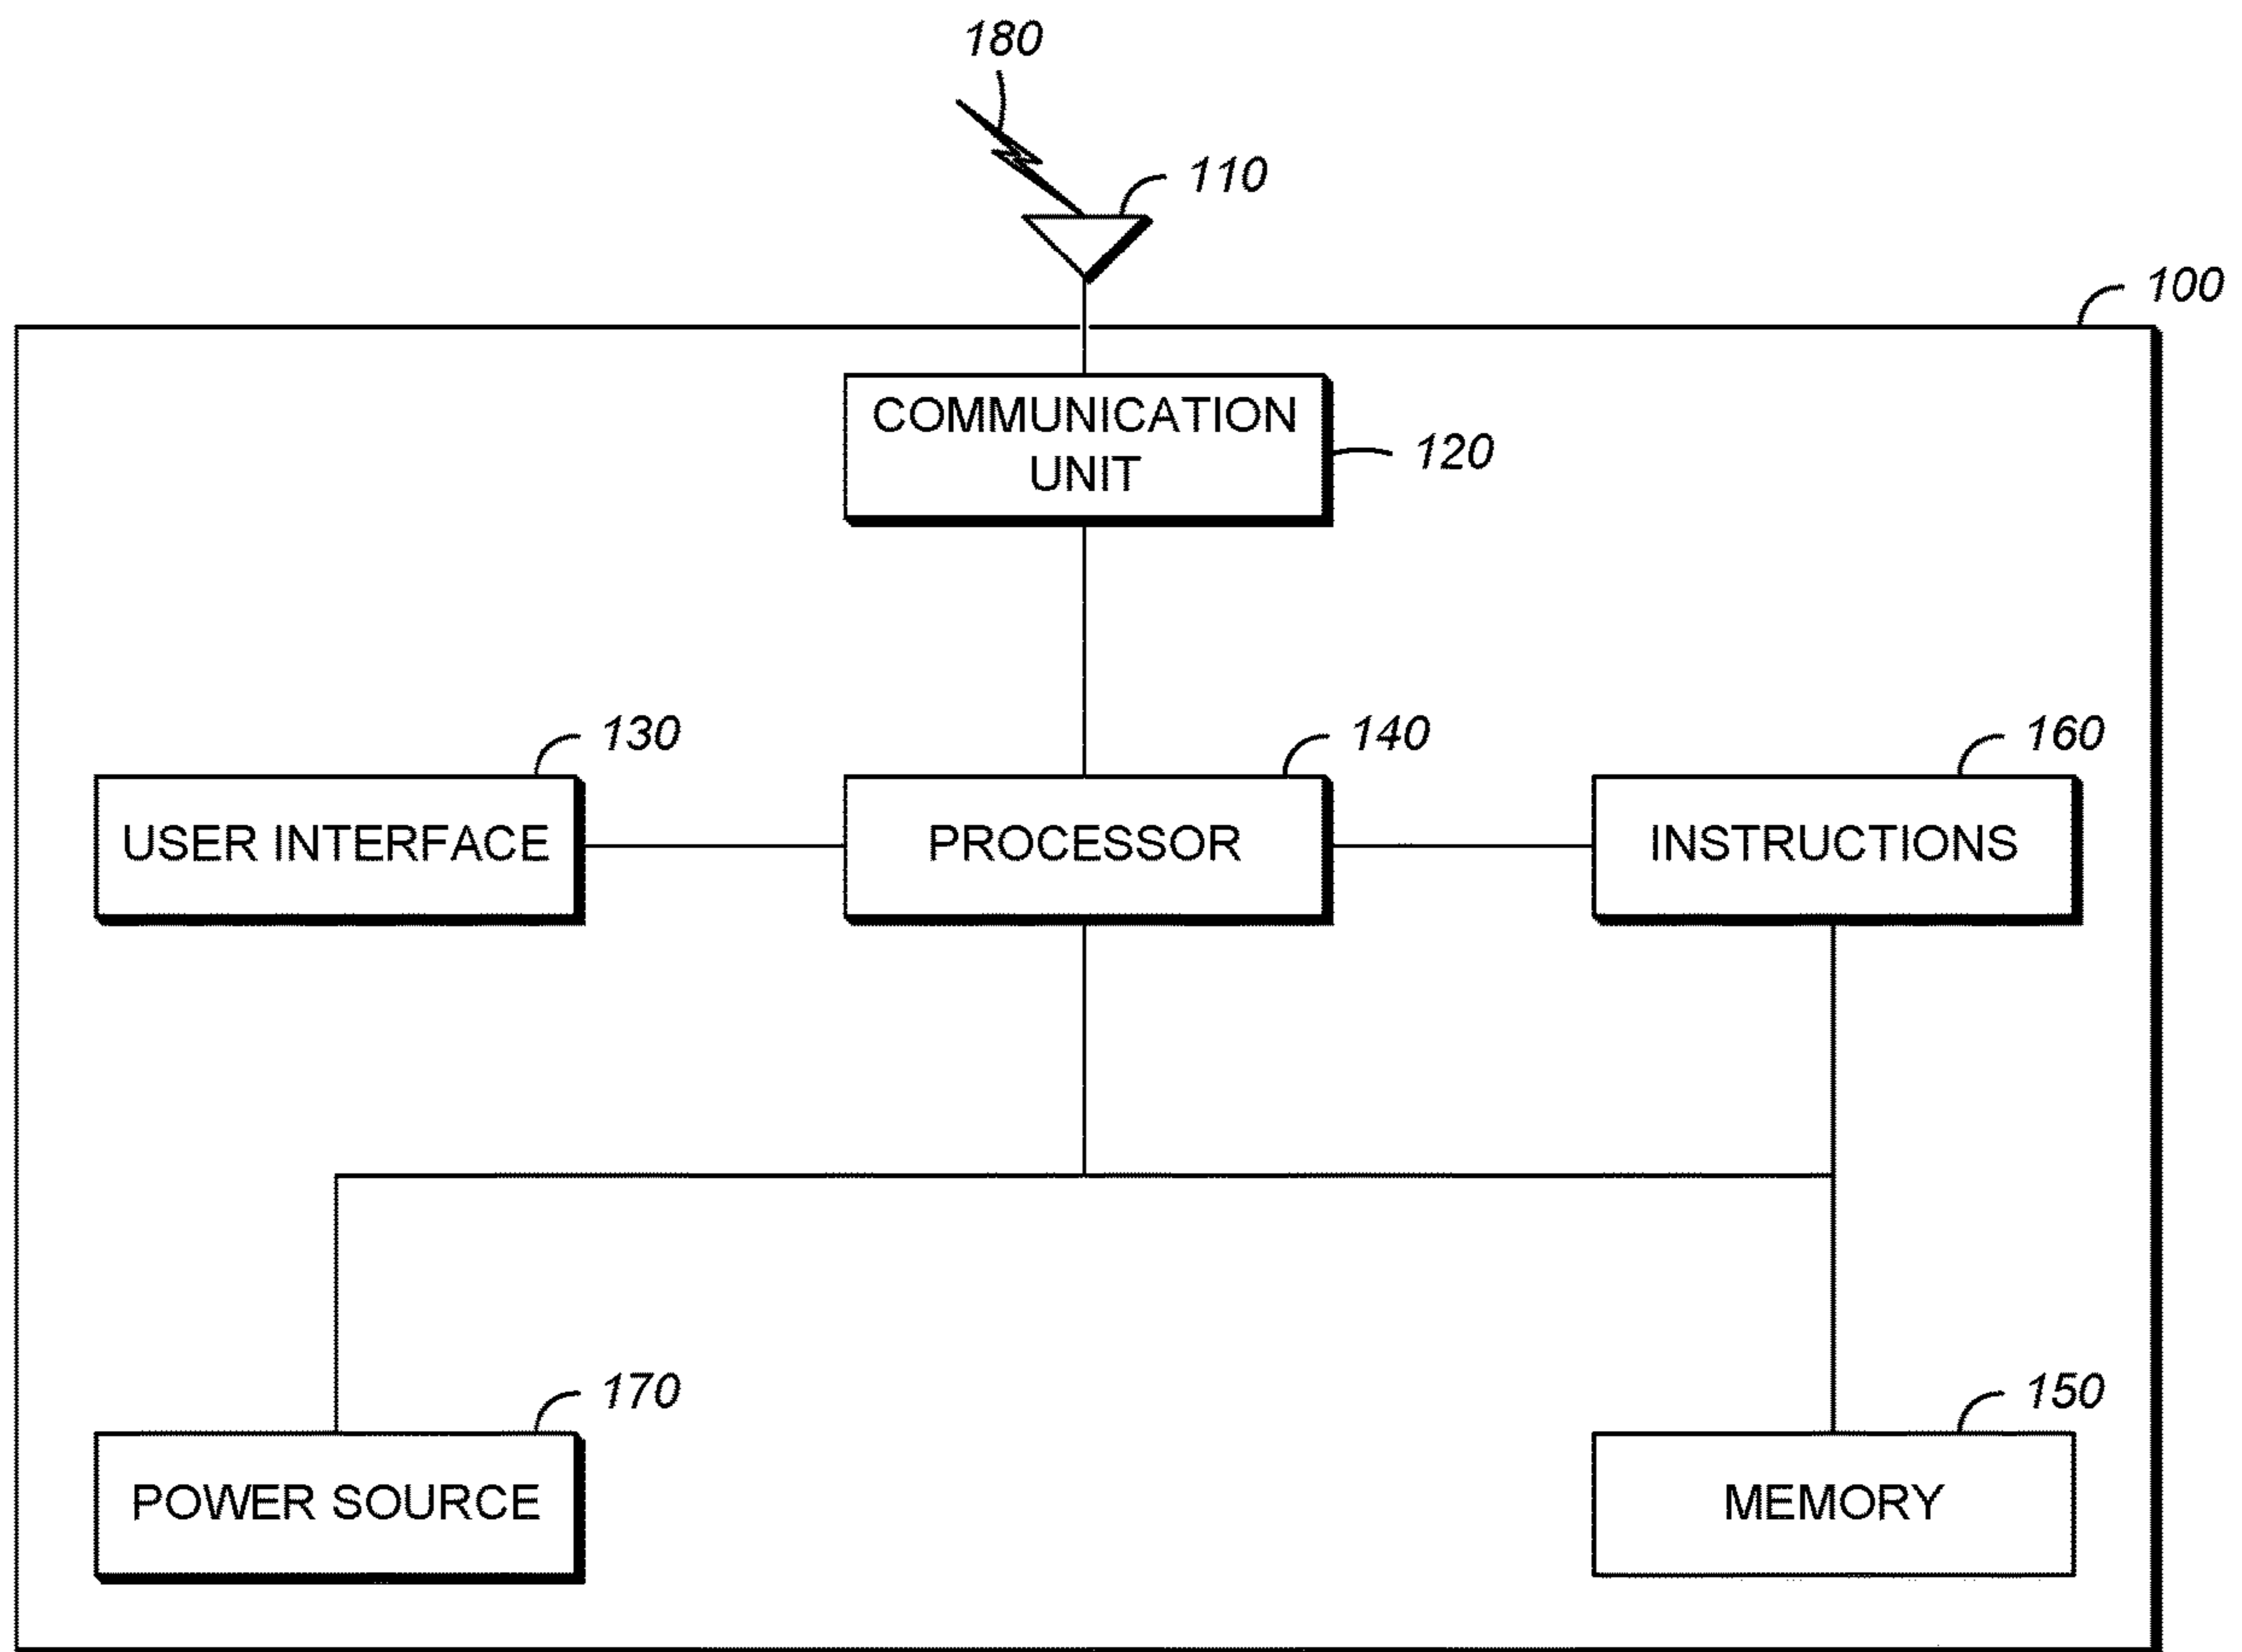 180
110
100
COMMUNICATION
UNIT
120
130
140
160
USER INTERFACE
PROCESSOR
INSTRUCTIONS
170
150
POWER SOURCE
MEMORY